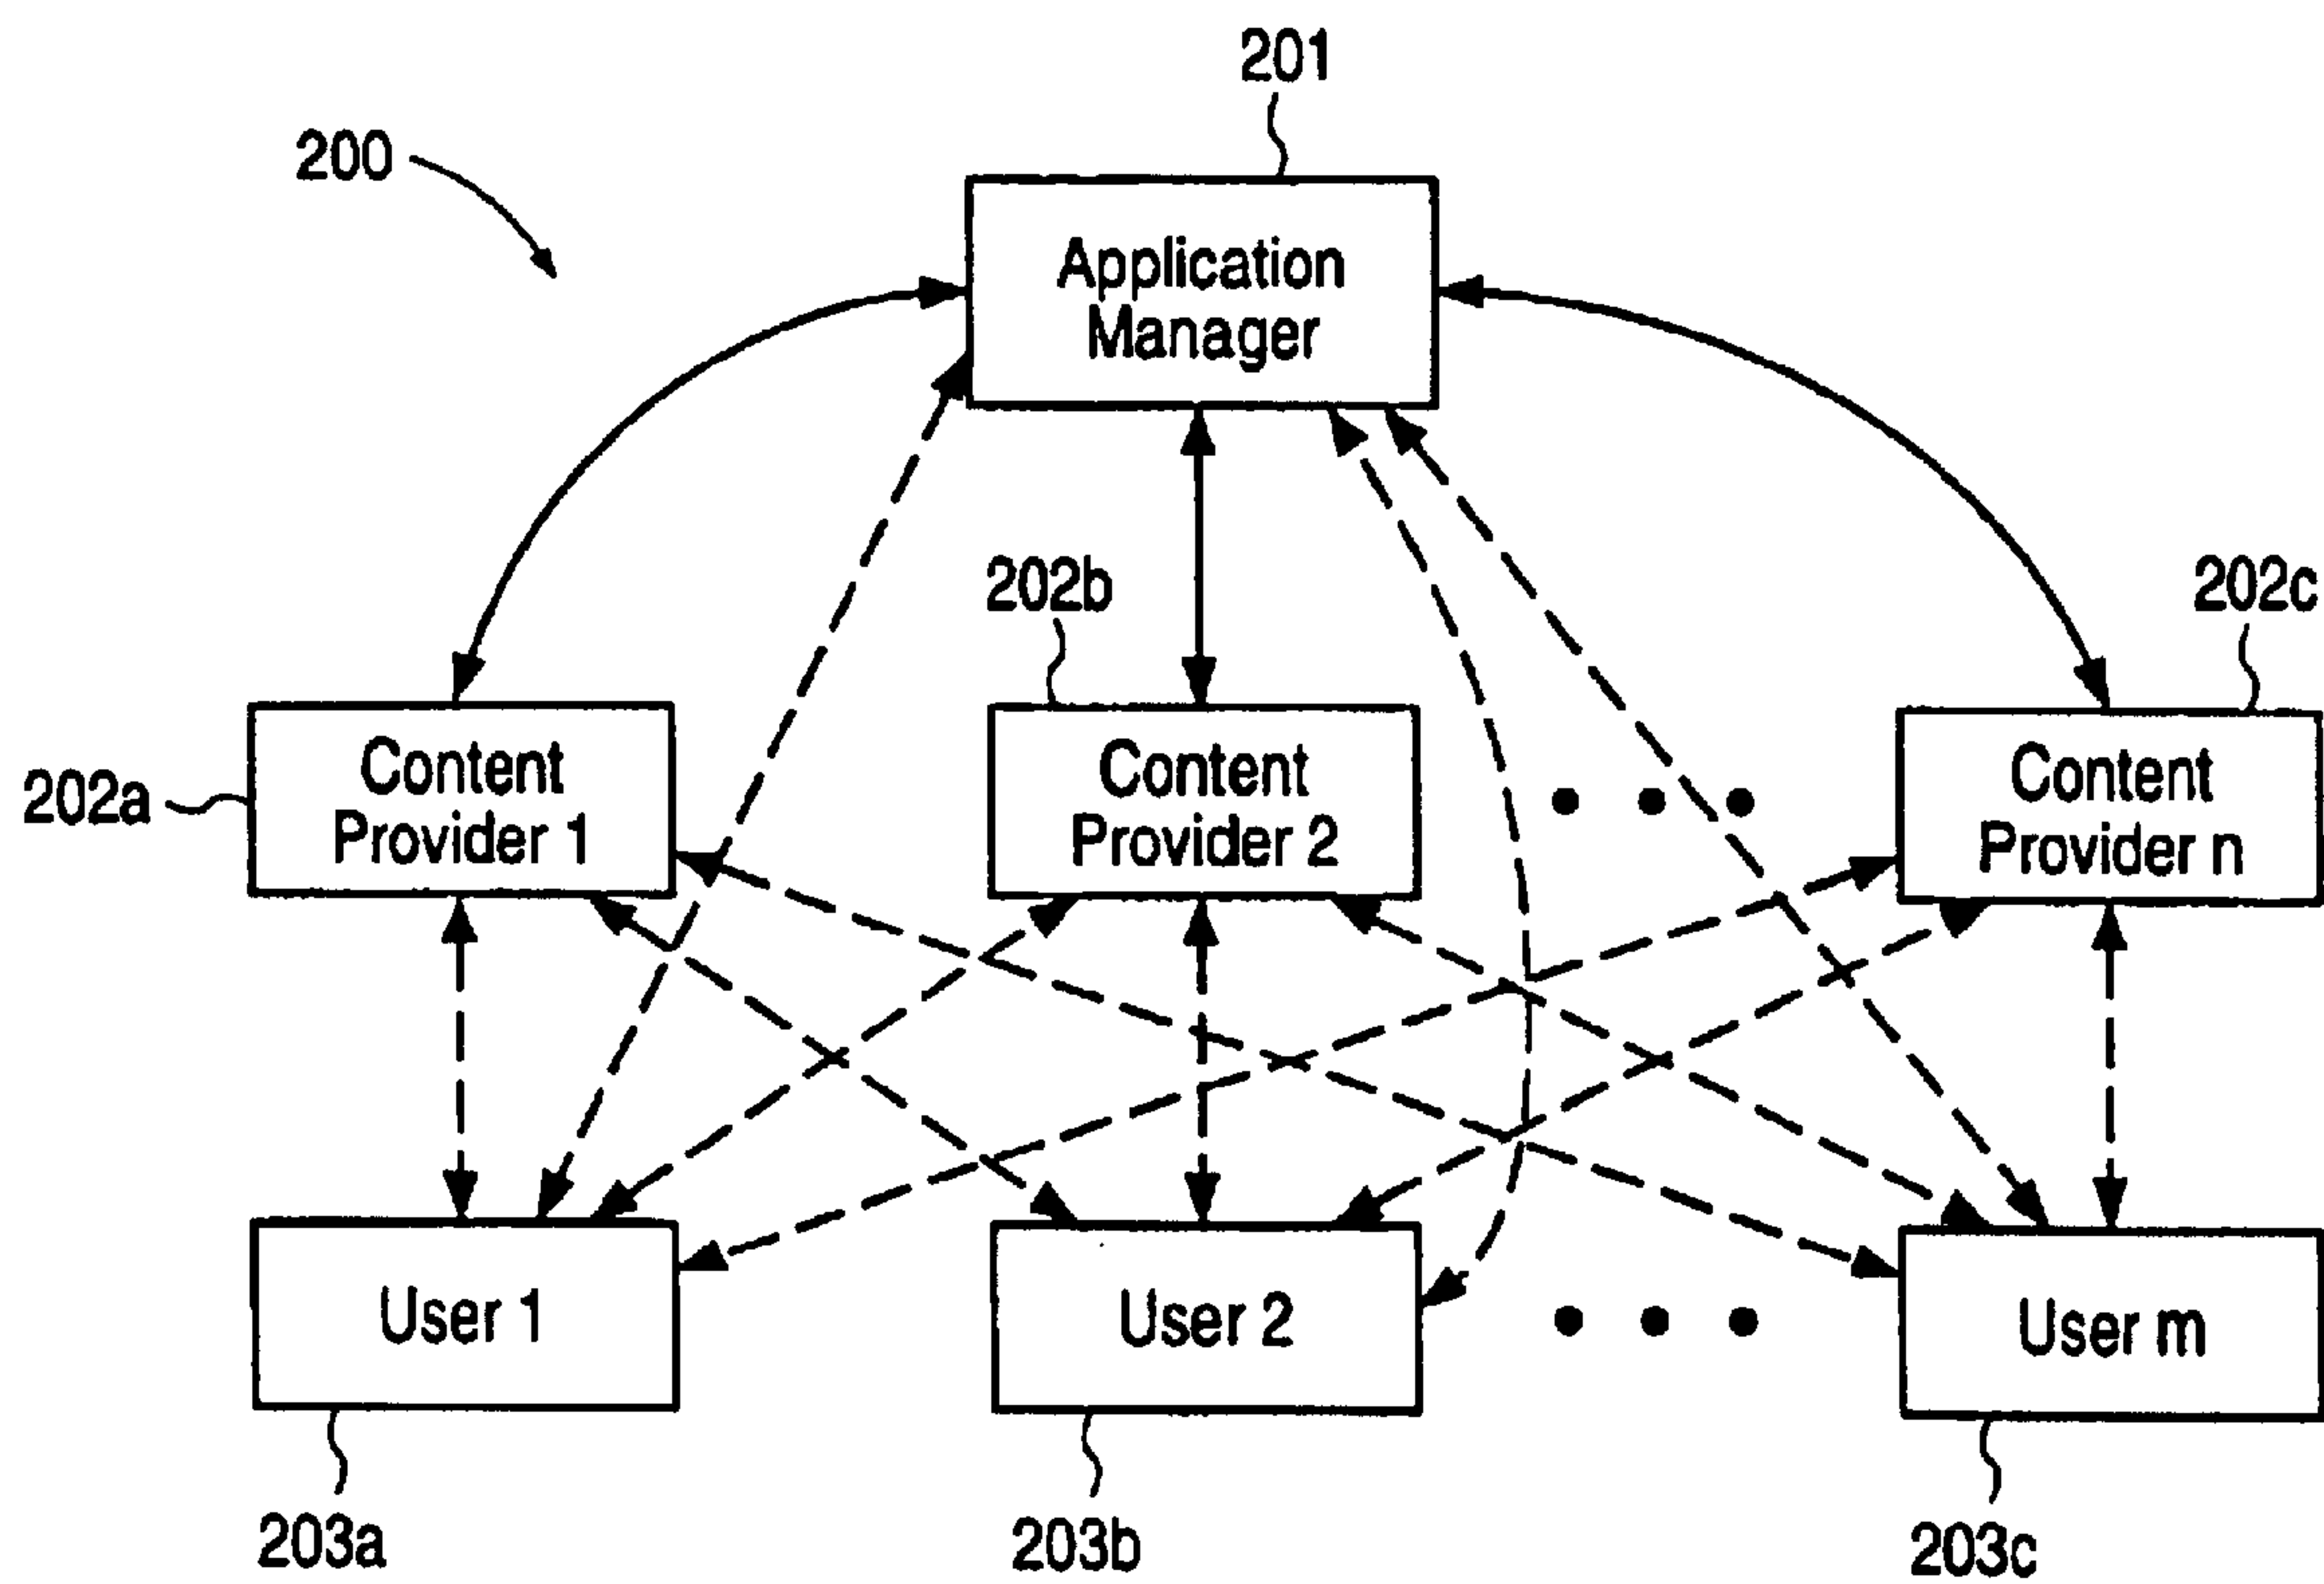 201
200
Application
Manager
202b
202c
Content
Provider 1
Content
Provider 2
Content
Provider n
202a
User 1
User 2
User m
203a
203b
203c